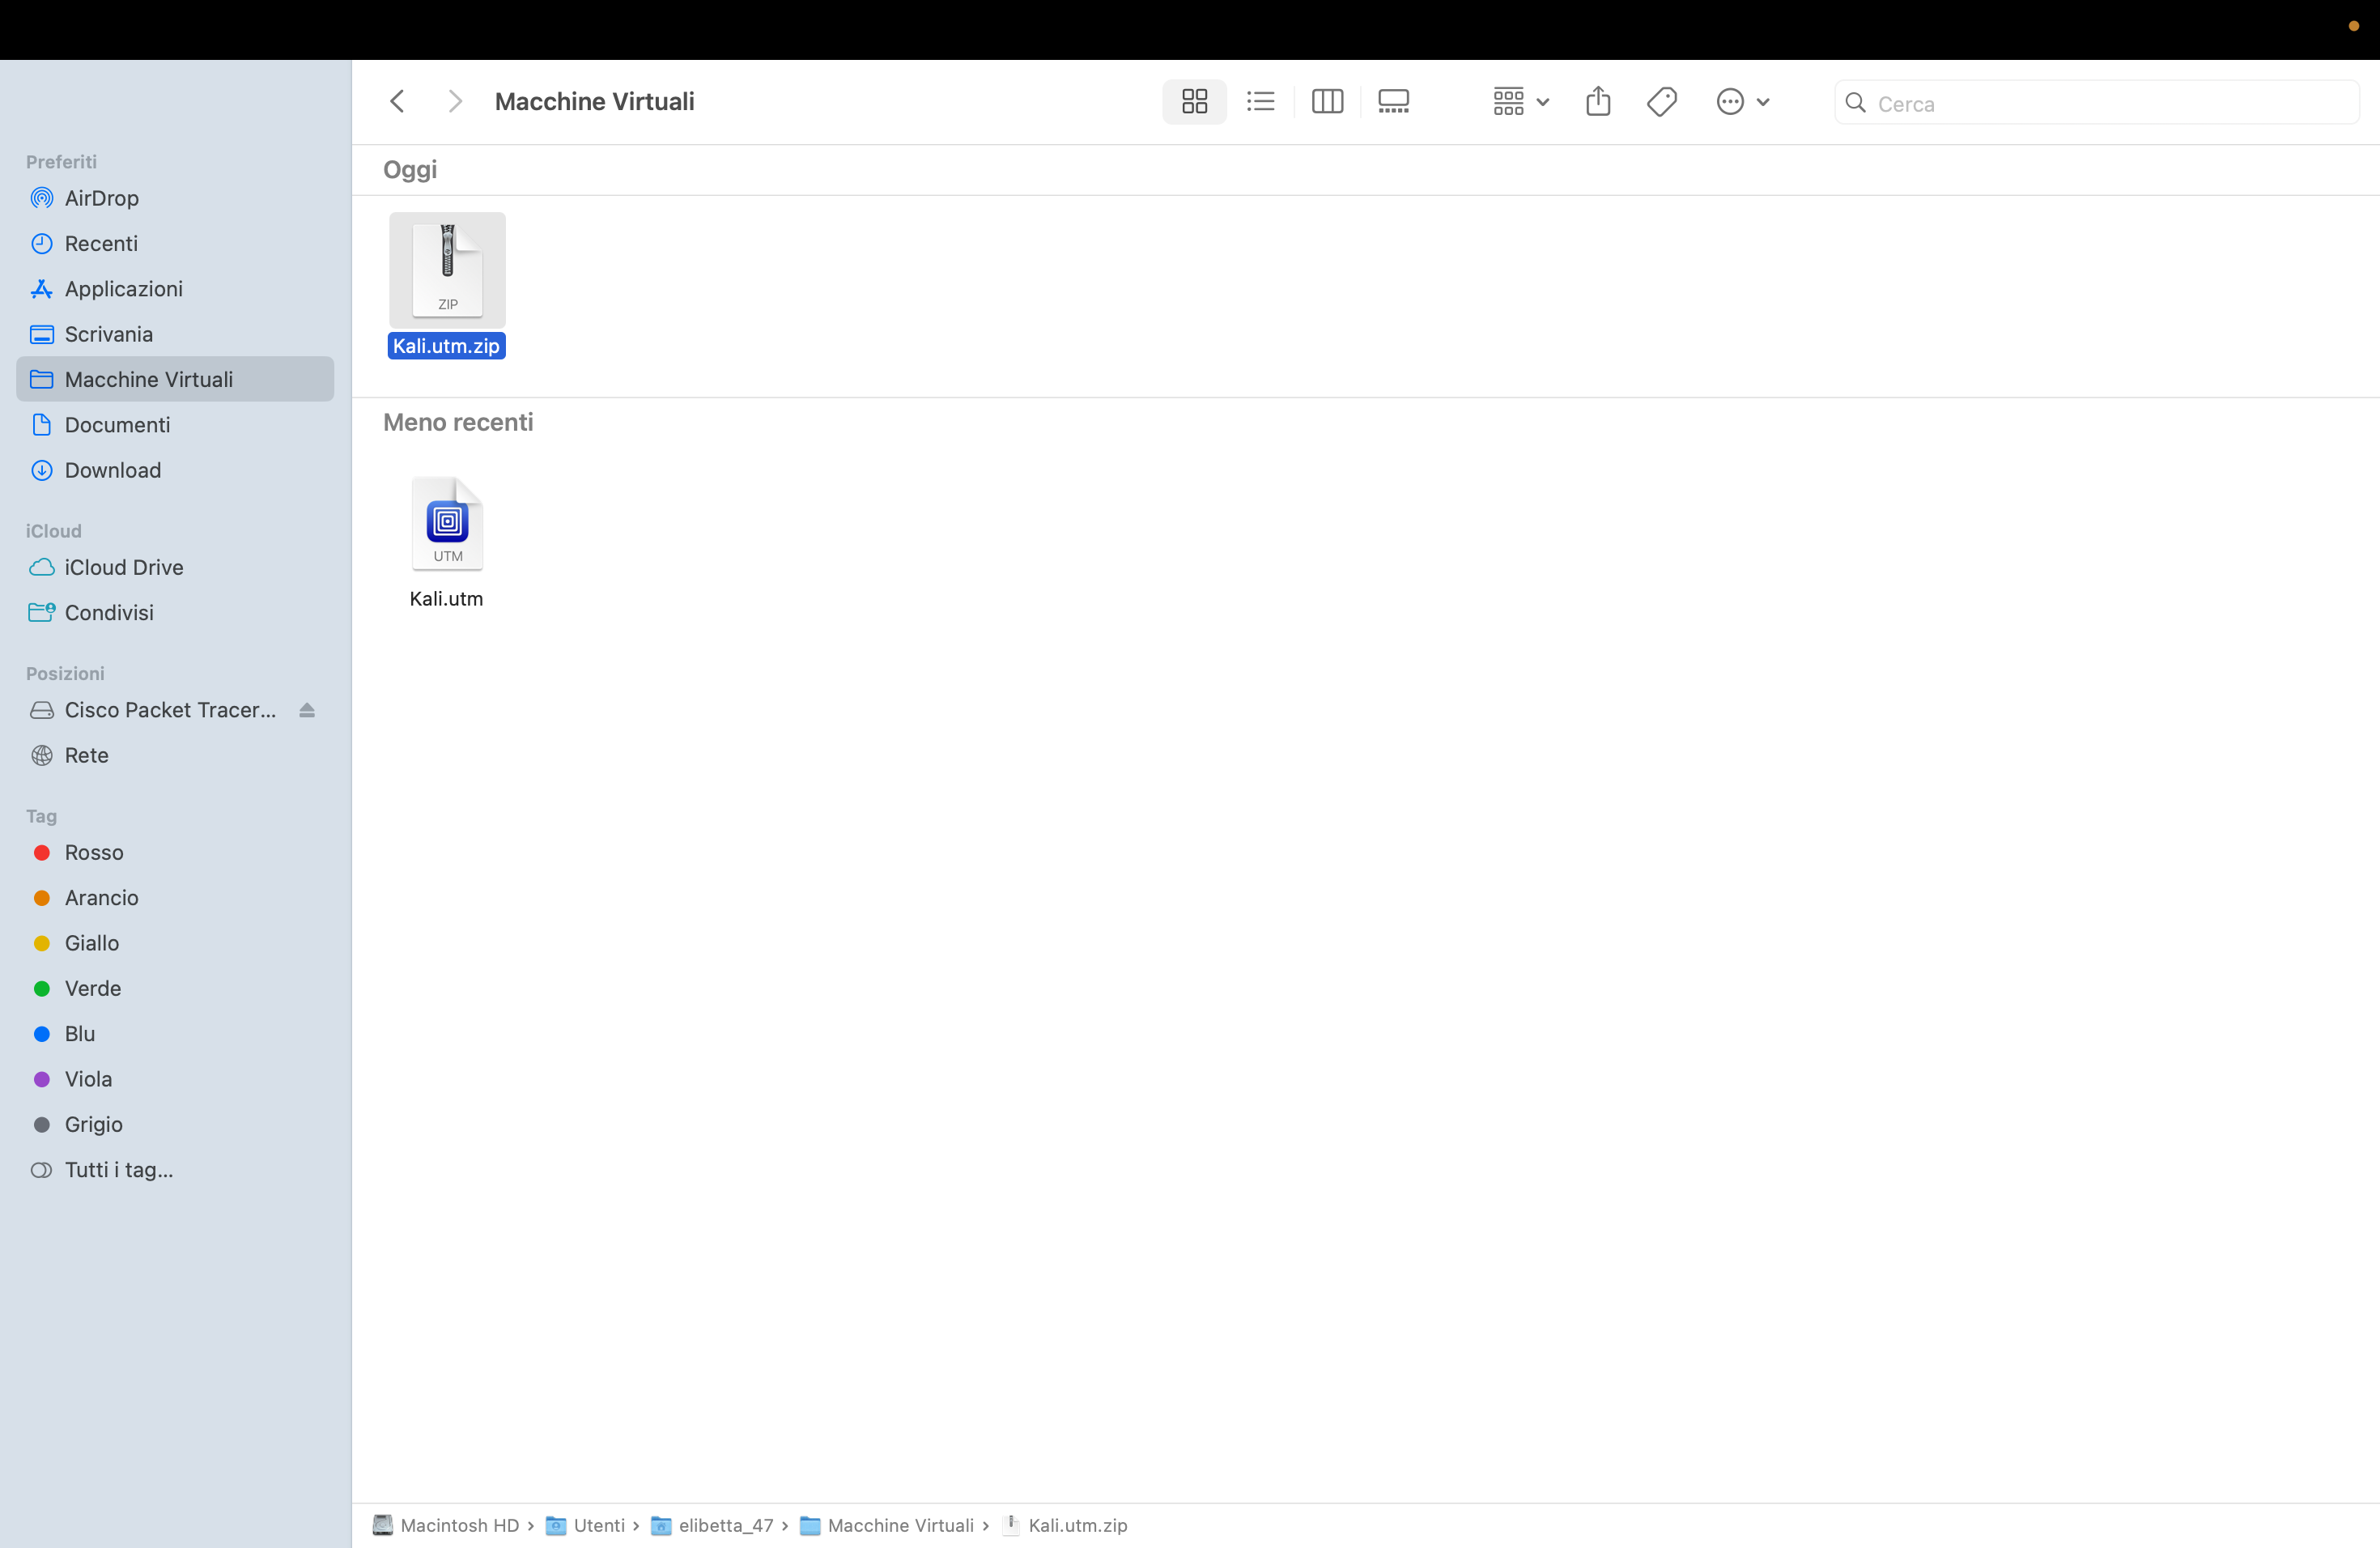 Macchine Virtuali
Cerca
Preferiti
AirDrop
Recenti
Applicazioni
Scrivania
Macchine Virtuali
Documenti
Download
iCloud
iCloud Drive
Condivisi
Posizioni
Cisco Packet Tracer...
Rete
Tag
Rosso
Arancio
Giallo
Verde
Blu
Viola
Grigio
Tutti i tag...
Oggi
ZIP
Kali.utm.zip
Meno recenti
UTM
Kali.utm
Macintosh HD › Utenti › elibetta_47 › Macchine Virtuali › Kali.utm.zip